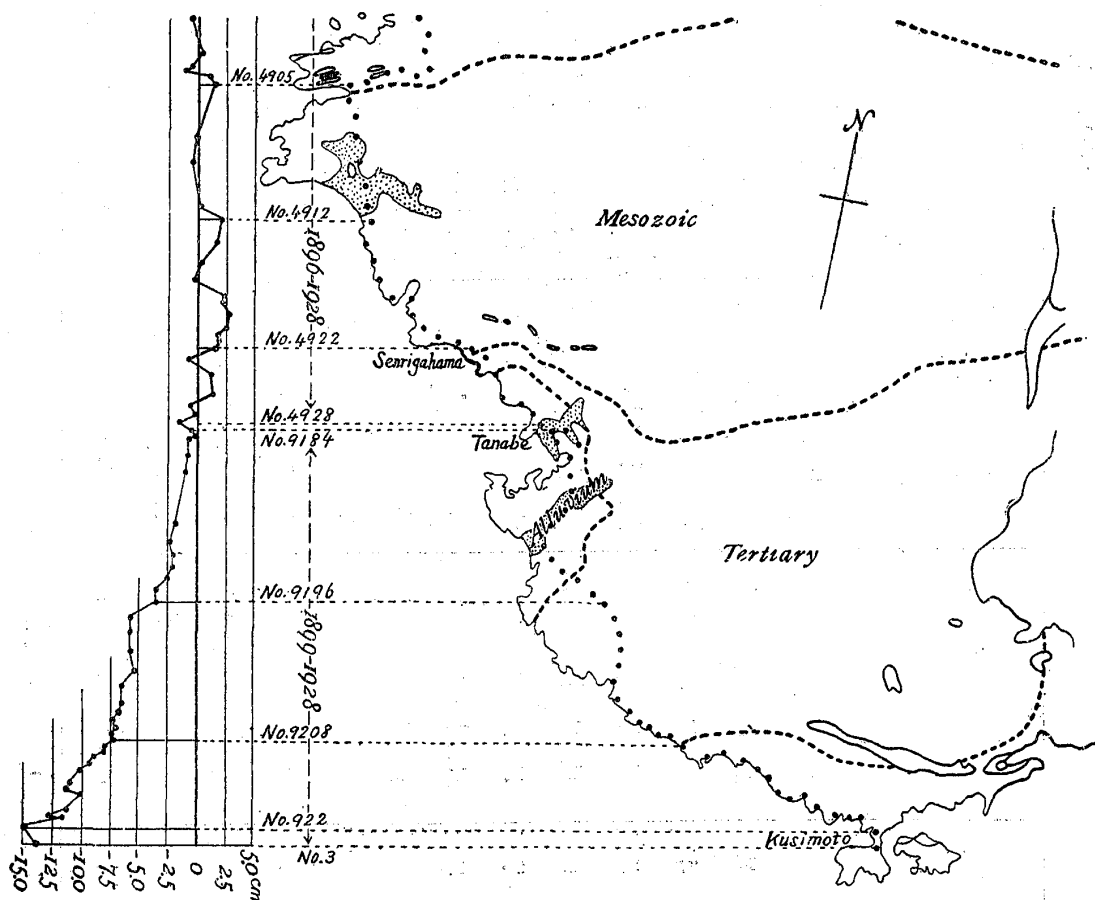 No.4905
N
Mesozoic
No.4912
1896-1928
No.4922
Senrigahama
No.4928
Tanabe
No.9184
Alluvium
Tertiary
No.9196
1899-1928
No.9208
No.922
Kusimoto
No.3
-15.0
-12.5
-10.0
-7.5
-5.0
-2.5
0
2.5
5.0 cm